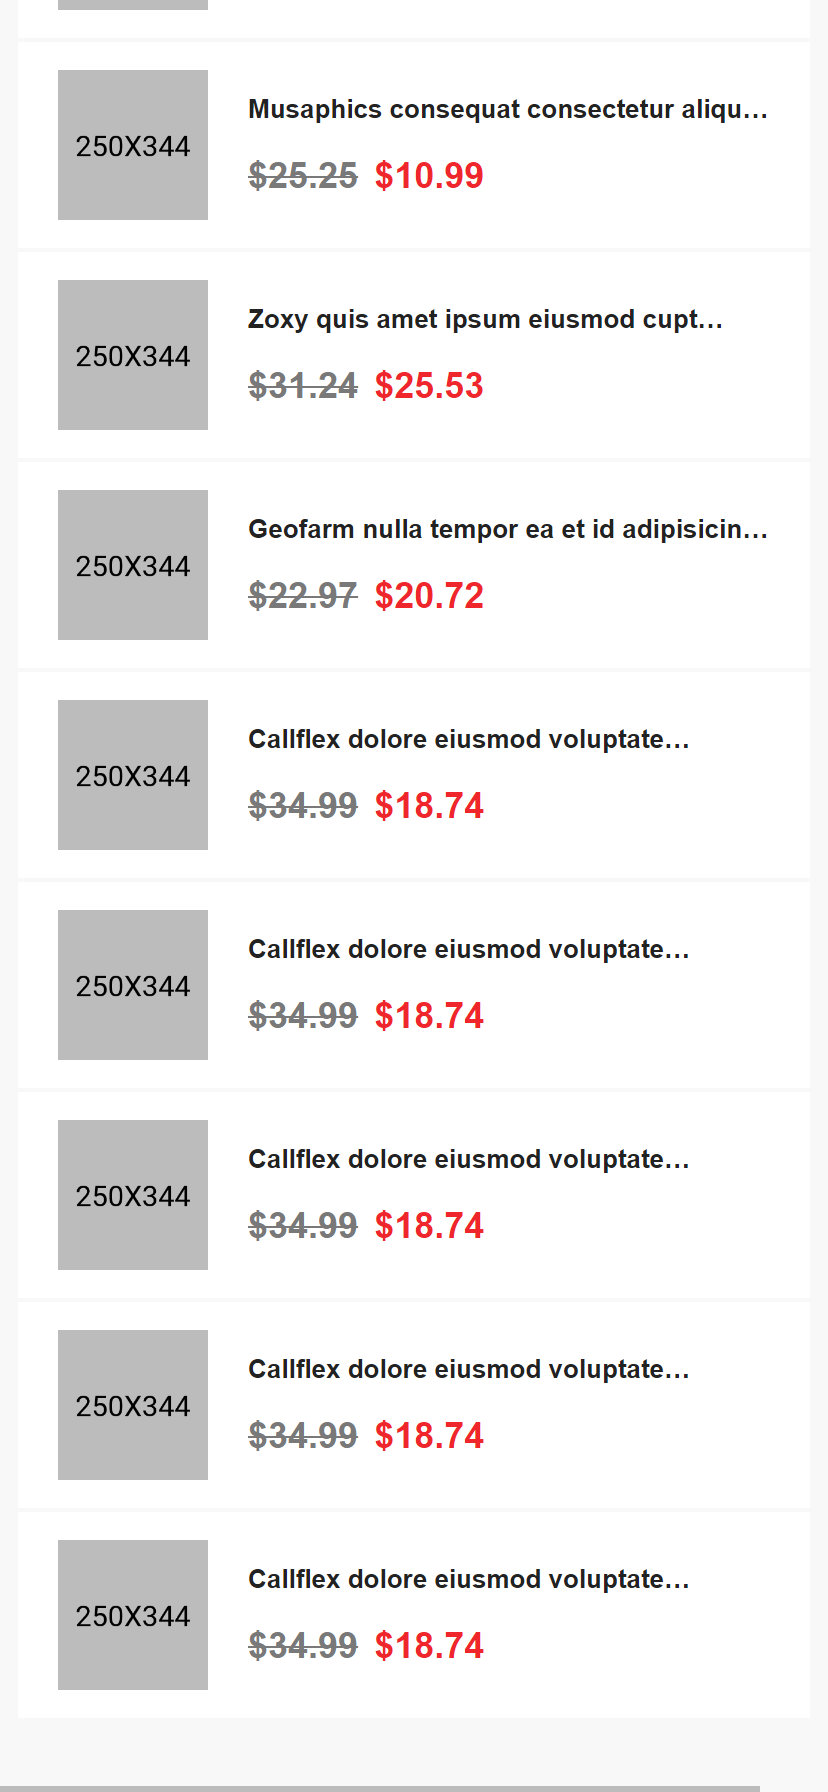 250X344
Musaphics consequat consectetur aliqu...
$25.25 $10.99
250X344
Zoxy quis amet ipsum eiusmod cupt...
$31.24 $25.53
250X344
Geofarm nulla tempor ea et id adipisicin...
$22.97 $20.72
250X344
Callflex dolore eiusmod voluptate...
$34.99 $18.74
250X344
Callflex dolore eiusmod voluptate...
$34.99 $18.74
250X344
Callflex dolore eiusmod voluptate...
$34.99 $18.74
250X344
Callflex dolore eiusmod voluptate...
$34.99 $18.74
250X344
Callflex dolore eiusmod voluptate...
$34.99 $18.74